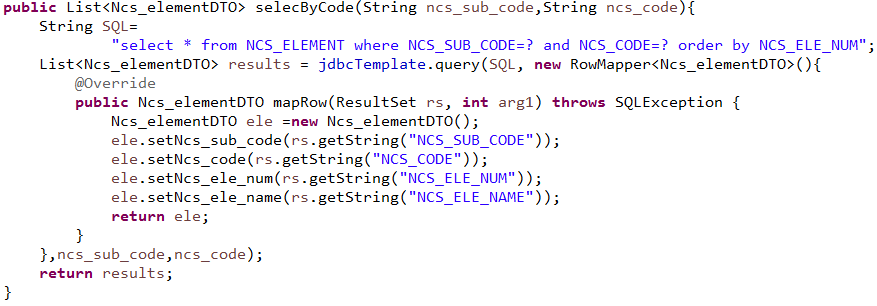 public List<Ncs_elementDTO> selecByCode(String ncs_sub_code,String ncs_code){
    String SQL=
            "select * from NCS_ELEMENT where NCS_SUB_CODE=? and NCS_CODE=? order by NCS_ELE_NUM";
    List<Ncs_elementDTO> results = jdbcTemplate.query(SQL, new RowMapper<Ncs_elementDTO>(){
        @Override
        public Ncs_elementDTO mapRow(ResultSet rs, int arg1) throws SQLException {
            Ncs_elementDTO ele =new Ncs_elementDTO();
            ele.setNcs_sub_code(rs.getString("NCS_SUB_CODE"));
            ele.setNcs_code(rs.getString("NCS_CODE"));
            ele.setNcs_ele_num(rs.getString("NCS_ELE_NUM"));
            ele.setNcs_ele_name(rs.getString("NCS_ELE_NAME"));
            return ele;
        }
    },ncs_sub_code,ncs_code);
    return results;
}